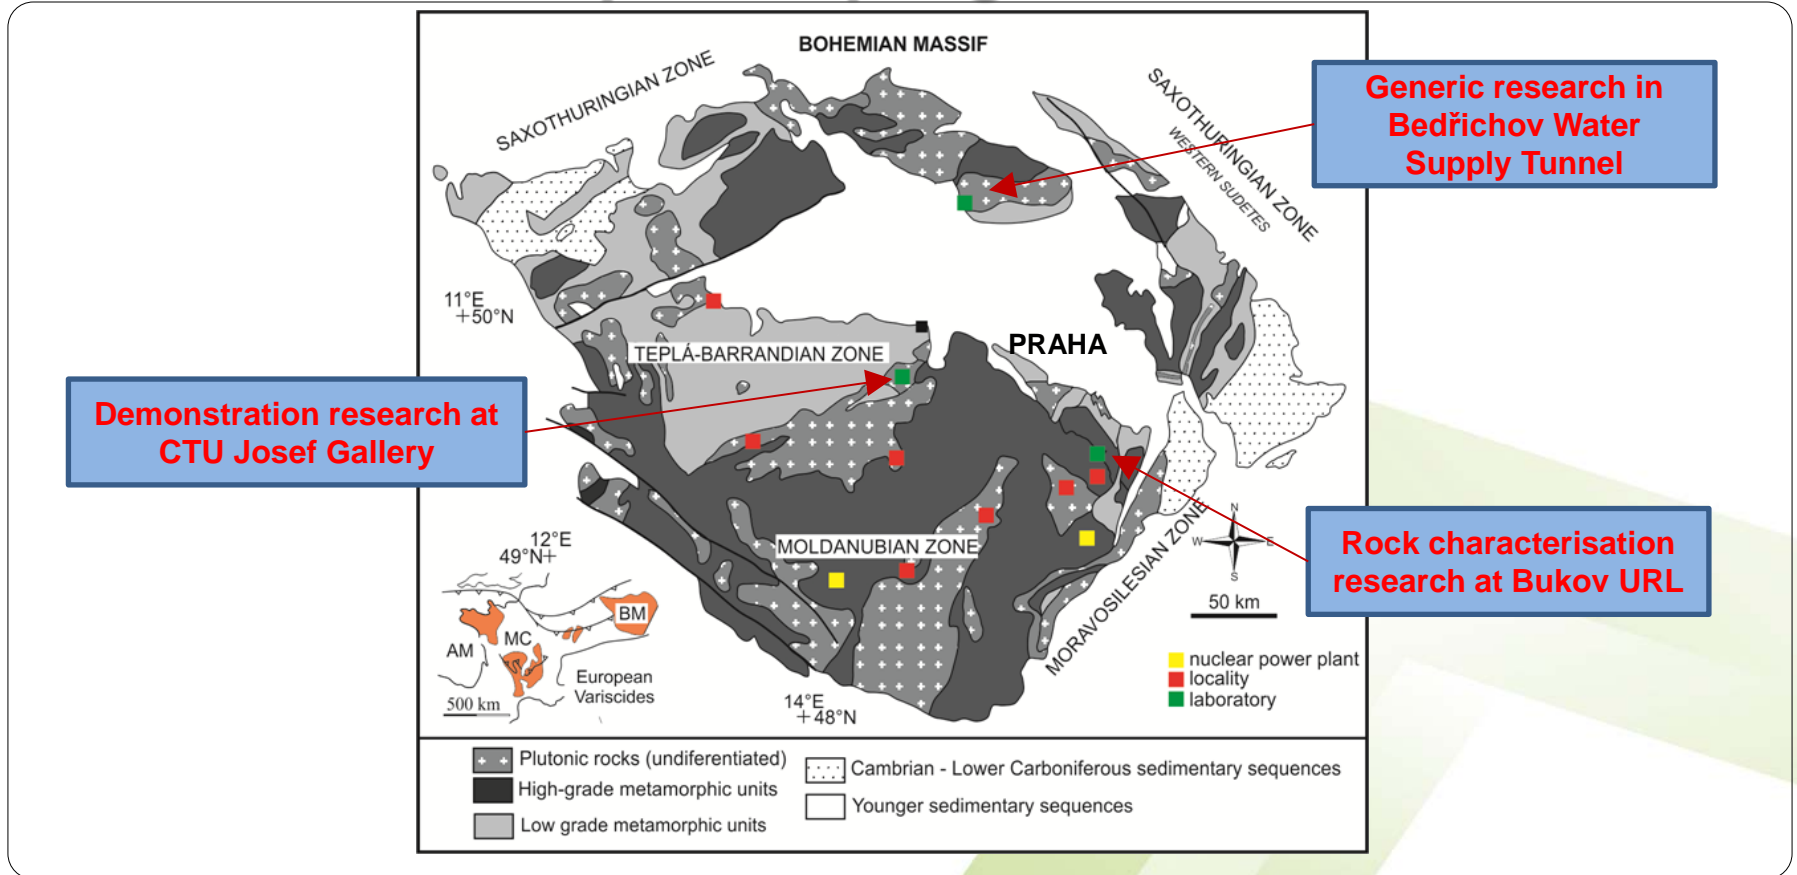 BOHEMIAN MASSIF
SAXOTHURINGIAN ZONE
SAXOTHURINGIAN ZONE
WESTERN SUDETES
Generic research in
Bedřichov Water
Supply Tunnel
11°E
+50°N
PRAHA
TEPLÁ-BARRANDIAN ZONE
Demonstration research at
CTU Josef Gallery
MOLDANUBIAN ZONE
MORAVOSILESIAN ZONE
N
W
E
S
50 km
Rock characterisation
research at Bukov URL
12°E
49°N+
BM
MC
AM
European
Variscides
500 km
14°E
+48°N
nuclear power plant
locality
laboratory
Plutonic rocks (undiferentiated)
High-grade metamorphic units
Low grade metamorphic units
Cambrian - Lower Carboniferous sedimentary sequences
Younger sedimentary sequences